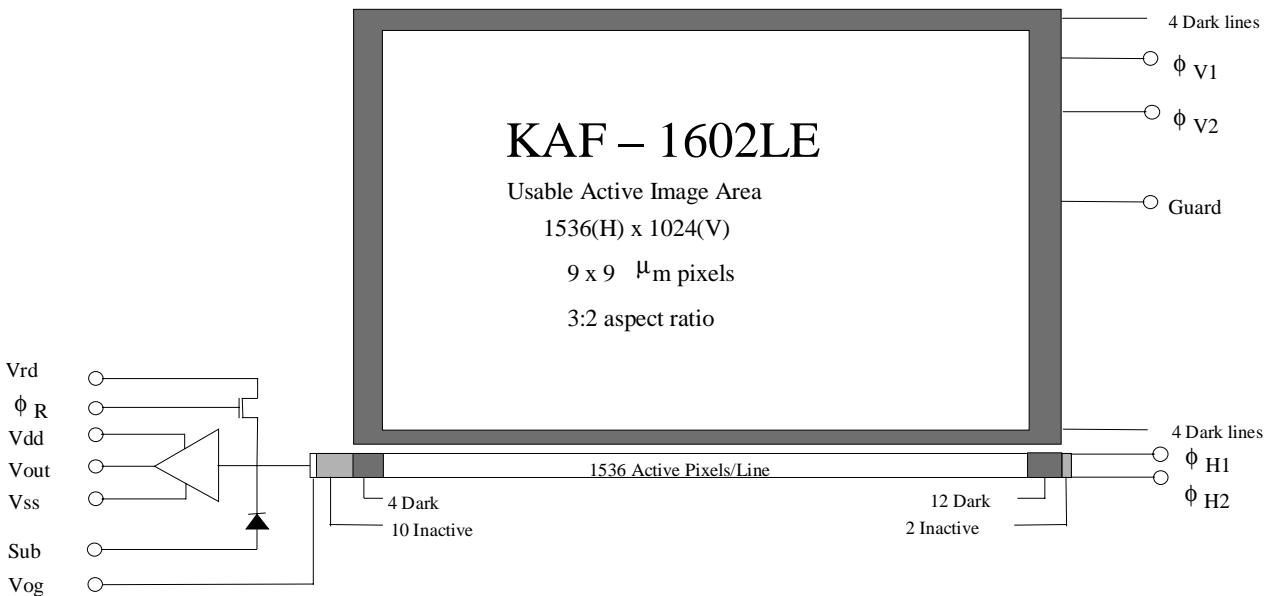 4 Dark lines
ϕ V1
ϕ V2
KAF – 1602LE
Usable Active Image Area
1536(H) x 1024(V)
Guard
9 x 9 μm pixels
3:2 aspect ratio
Vrd
ϕ R
Vdd
Vout
Vss
Sub
Vog
4 Dark lines
ϕ H1
ϕ H2
1536 Active Pixels/Line
4 Dark
10 Inactive
12 Dark
2 Inactive